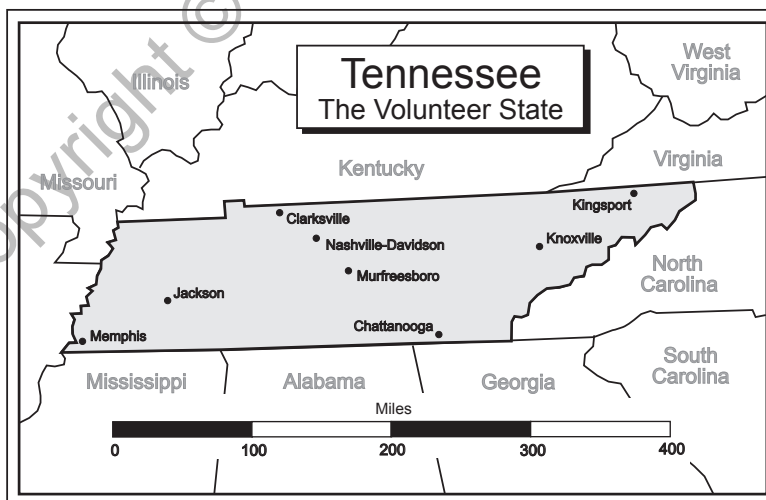 Copyright ©
Tennessee
The Volunteer State
West
Virginia
Illinois
Kentucky
Virginia
Missouri
Kingsport
Clarksville
Nashville-Davidson
Knoxville
Murfreesboro
North
Carolina
Jackson
Chattanooga
Memphis
Mississippi
Alabama
Georgia
South
Carolina
Miles
0 100 200 300 400